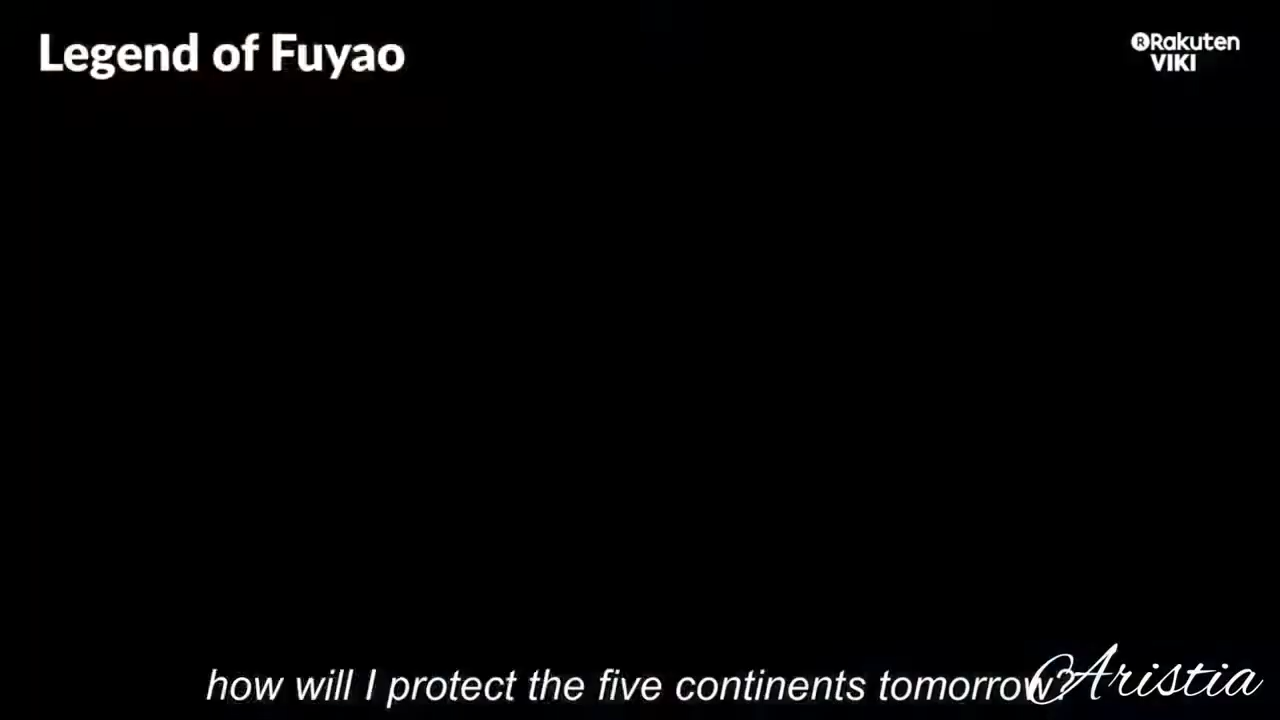 Legend of Fuyao
®Rakuten
VIKI
how will I protect the five continents tomorrow?
Aristia